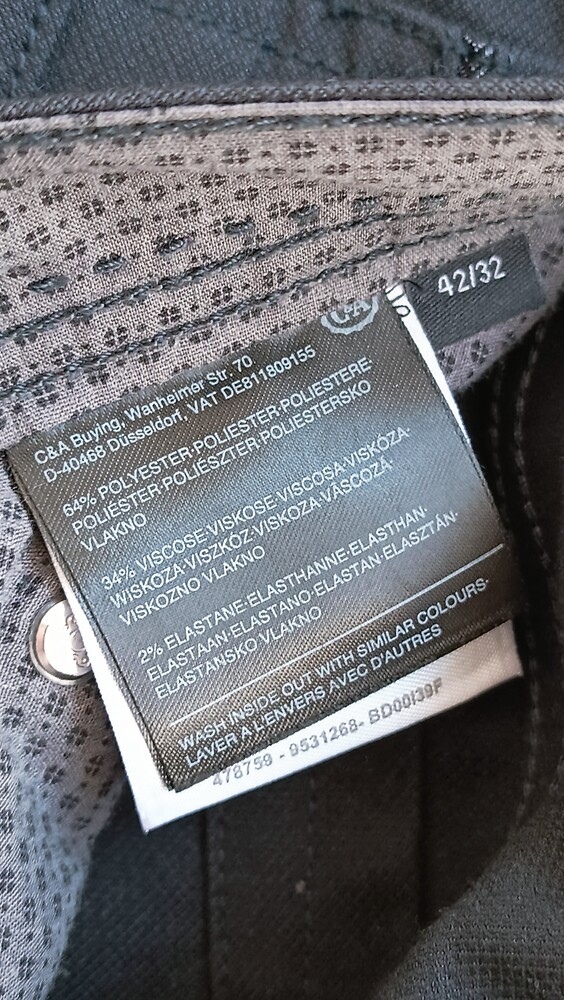 42/32
C&A
C&A Buying, Wanheimer Str. 70
D-40468 Düsseldorf, VAT DE811809155
64% POLYESTER·POLIESTER·POLIESTERE·
POLIÉSTER·POLIÉSZTER·POLIESTERSKO
VLAKNO
34% VISCOSE·VISKOSE·VISCOSA·VISKÓZA·
WISKOZA·VISZKÓZ·VISKOZA·VÂSCOZĂ·
VISKOZNO VLAKNO
2% ELASTANE·ELASTHANNE·ELASTHAN·
ELASTAAN·ELASTANO·ELASTAN·ELASZTÁN·
ELASTANSKO VLAKNO
WASH INSIDE OUT WITH SIMILAR COLOURS·
LAVER A L'ENVERS AVEC D'AUTRES
478759 - 9531268- BD00I39F